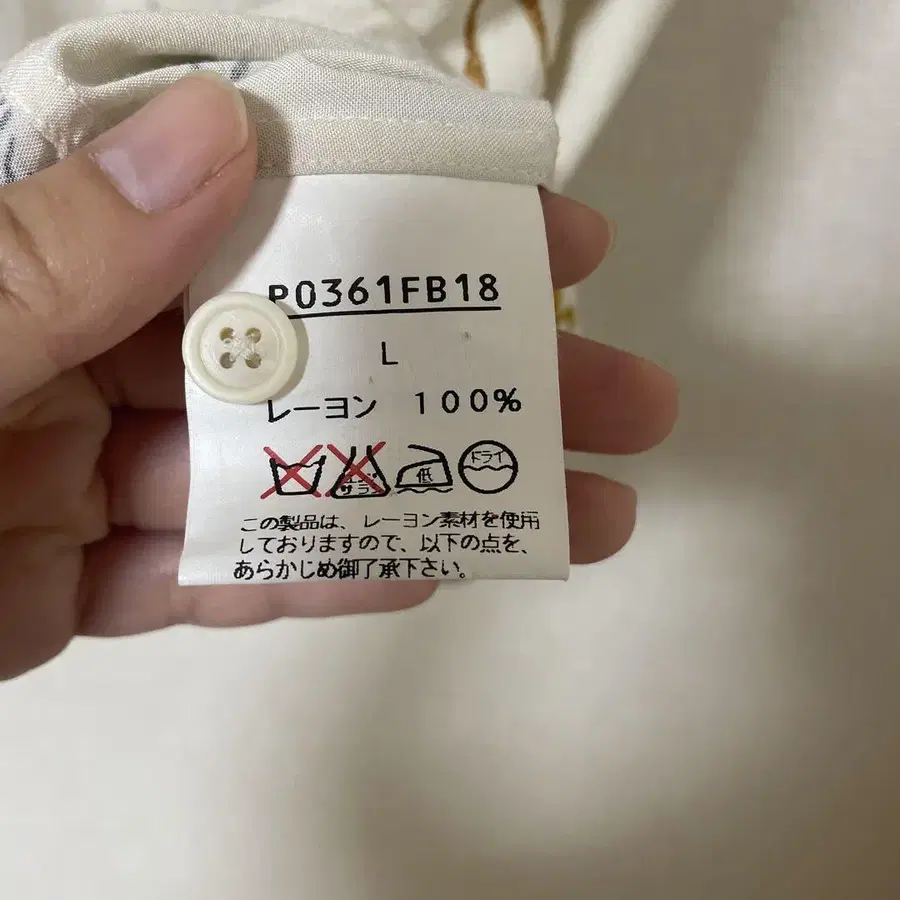 P0361FB18
L
レーヨン 100%
低 ドライ
この製品は、レーヨン素材を使用
しておりますので、以下の点を、
あらかじめ御了承下さい。